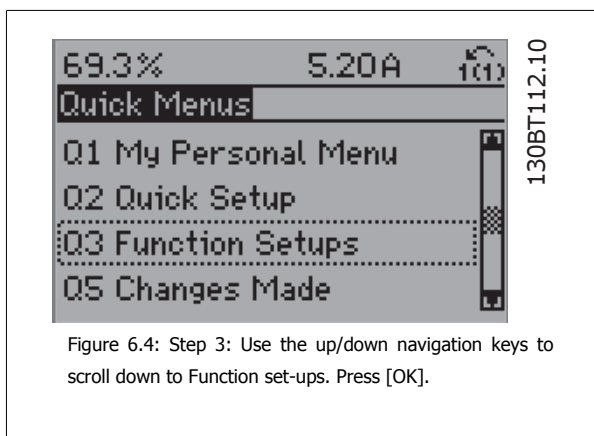 69.3% 5.20A 1(1)
Quick Menus
Q1 My Personal Menu
Q2 Quick Setup
Q3 Function Setups
Q5 Changes Made
130BT112.10
Figure 6.4: Step 3: Use the up/down navigation keys to
scroll down to Function set-ups. Press [OK].